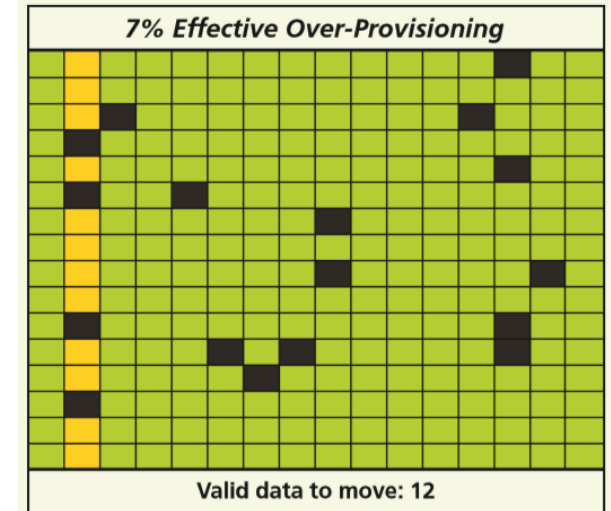 7% Effective Over-Provisioning
Valid data to move: 12